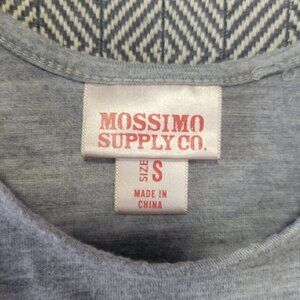 MOSSIMO
SUPPLY CO.
SIZE S
MADE IN
CHINA